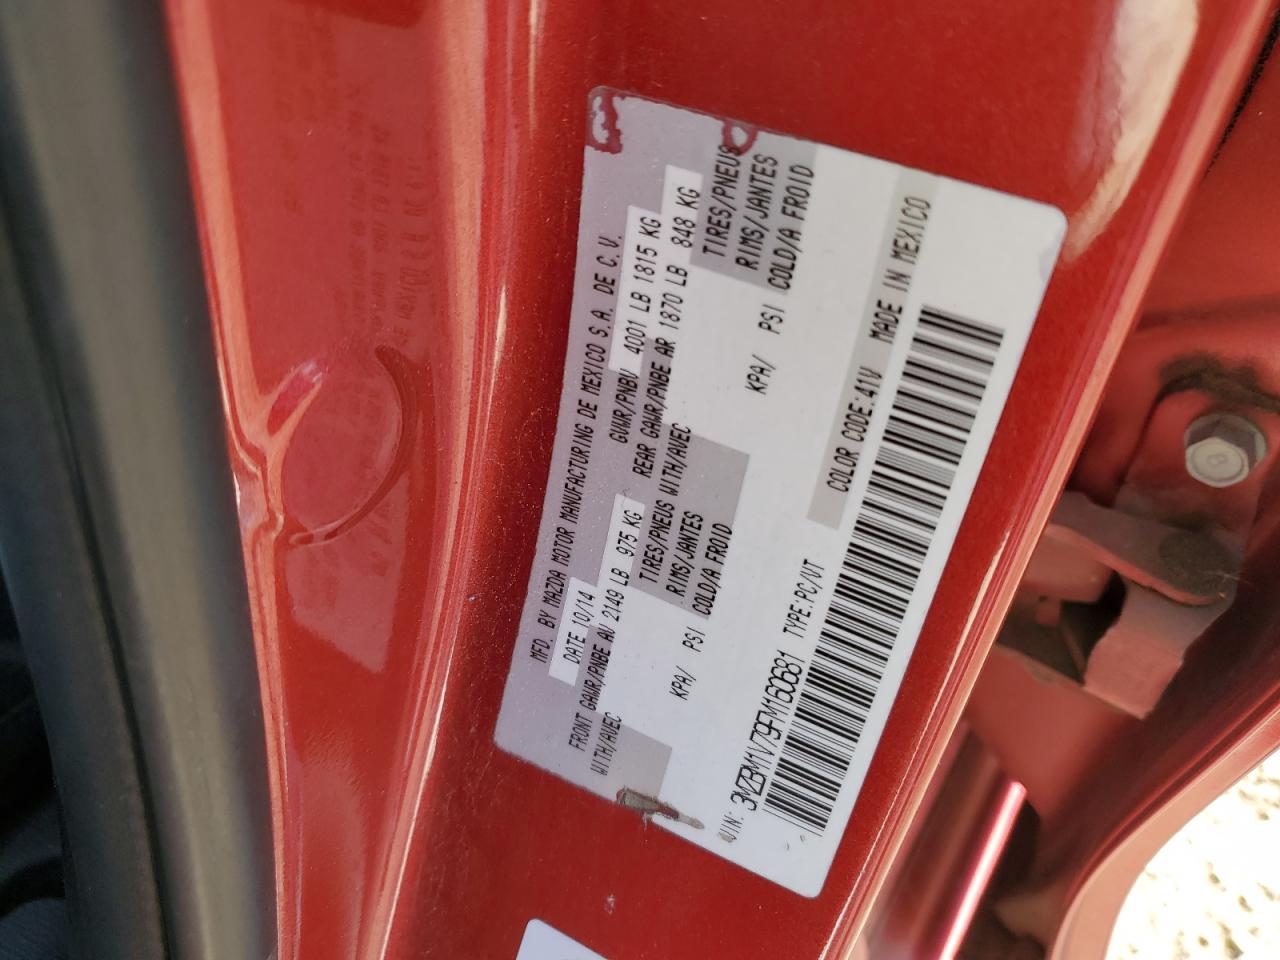 MFD. BY MAZDA MOTOR MANUFACTURING DE MEXICO S.A. DE C.V.
DATE 10/14 GVWR/PNBV 4001 LB 1815 KG
FRONT GAWR/PNBE AV 2149 LB 975 KG REAR GAWR/PNBE AR 1870 LB 848 KG
WITH/AVEC TIRES/PNEUS WITH/AVEC TIRES/PNEUS
RIMS/JANTES RIMS/JANTES
KPA/ PSI COLD/A FROID KPA/ PSI COLD/A FROID
COLOR CODE:41V MADE IN MEXICO
VIN: 3MZBM1V79FM160681 TYPE:PC/VT
8